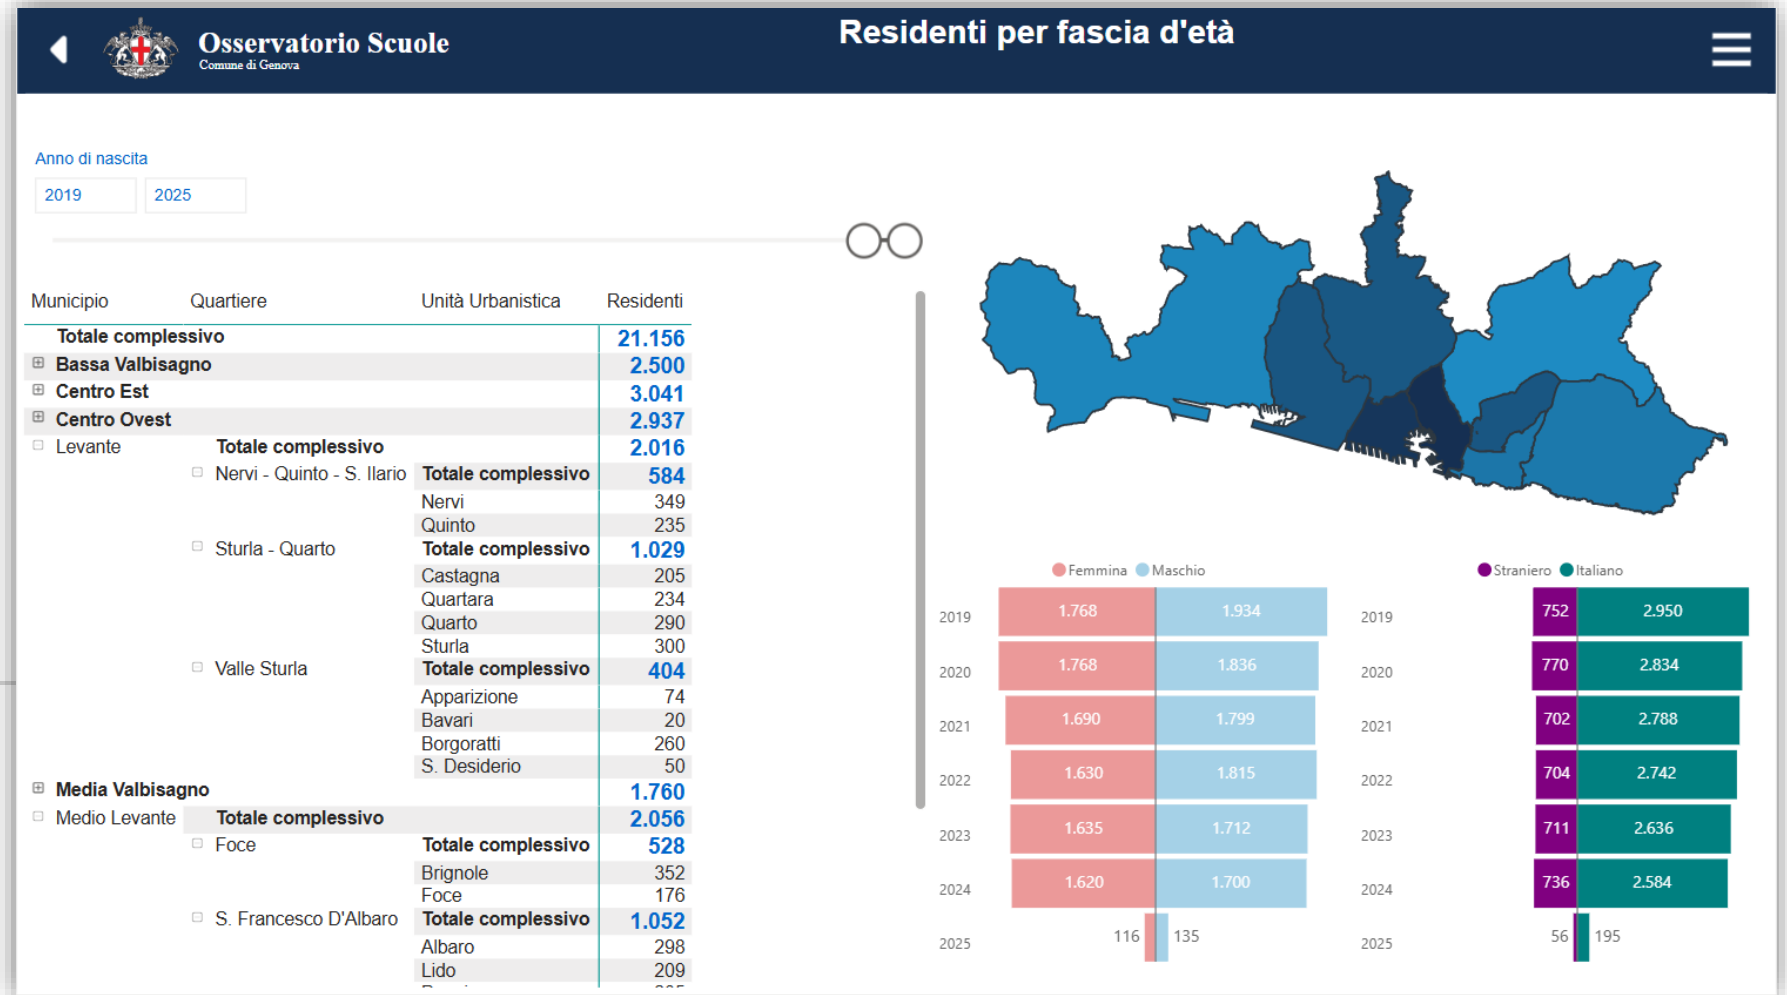 Osservatorio Scuole
Comune di Genova
Residenti per fascia d'età
Anno di nascita
2019 2025
Municipio Quartiere Unità Urbanistica Residenti
Totale complessivo 21.156
Bassa Valbisagno 2.500
Centro Est 3.041
Centro Ovest 2.937
Levante Totale complessivo 2.016
Nervi - Quinto - S. Ilario Totale complessivo 584
Nervi 349
Quinto 235
Sturla - Quarto Totale complessivo 1.029
Castagna 205
Quartara 234
Quarto 290
Sturla 300
Valle Sturla Totale complessivo 404
Apparizione 74
Bavari 20
Borgoratti 260
S. Desiderio 50
Media Valbisagno 1.760
Medio Levante Totale complessivo 2.056
Foce Totale complessivo 528
Brignole 352
Foce 176
S. Francesco D'Albaro Totale complessivo 1.052
Albaro 298
Lido 209
Femmina Maschio
2019 1.768 1.934
2020 1.768 1.836
2021 1.690 1.799
2022 1.630 1.815
2023 1.635 1.712
2024 1.620 1.700
2025 116 135
Straniero Italiano
2019 752 2.950
2020 770 2.834
2021 702 2.788
2022 704 2.742
2023 711 2.636
2024 736 2.584
2025 56 195